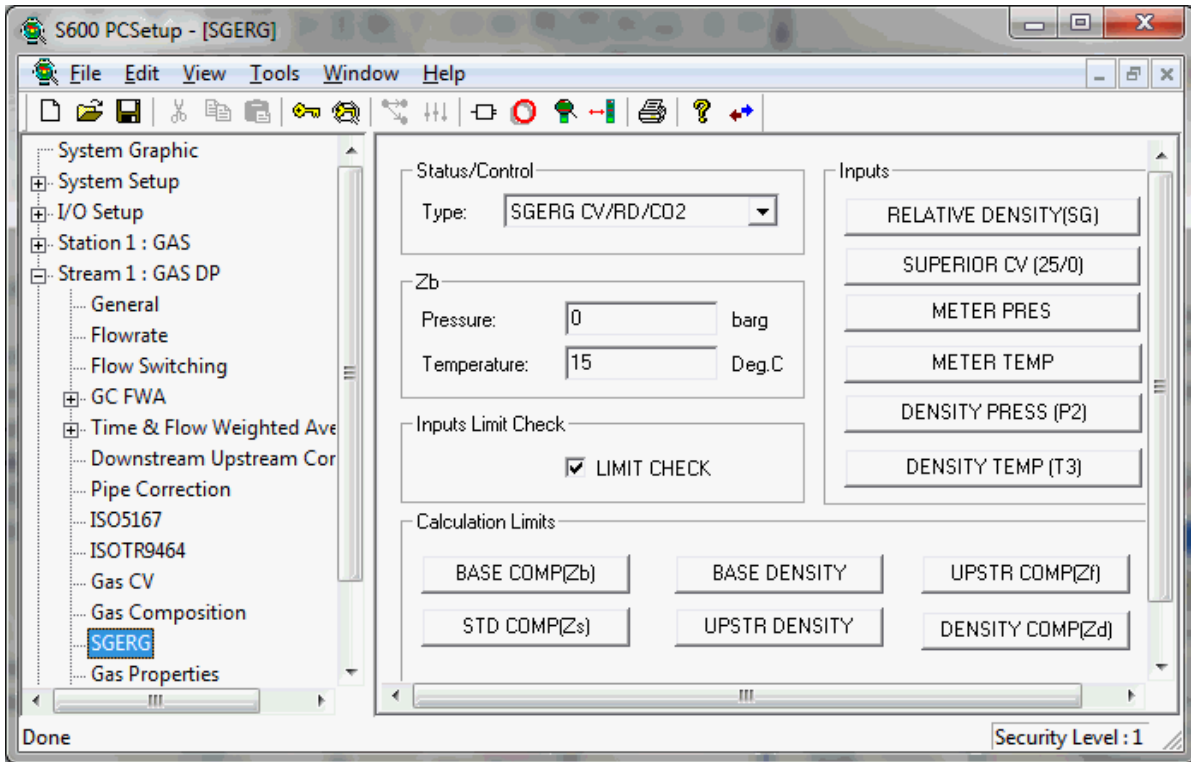 S600 PCSetup - [SGERG]
File Edit View Tools Window Help
System Graphic
System Setup
I/O Setup
Station 1 : GAS
Stream 1 : GAS DP
General
Flowrate
Flow Switching
GC FWA
Time & Flow Weighted Ave
Downstream Upstream Cor
Pipe Correction
ISO5167
ISOTR9464
Gas CV
Gas Composition
SGERG
Gas Properties
Status/Control
Type: SGERG CV/RD/CO2
Zb
Pressure: 0 barg
Temperature: 15 Deg.C
Inputs Limit Check
LIMIT CHECK
Inputs
RELATIVE DENSITY(SG)
SUPERIOR CV (25/0)
METER PRES
METER TEMP
DENSITY PRESS (P2)
DENSITY TEMP (T3)
Calculation Limits
BASE COMP(Zb) BASE DENSITY UPSTR COMP(Zf)
STD COMP(Zs) UPSTR DENSITY DENSITY COMP(Zd)
Done Security Level : 1